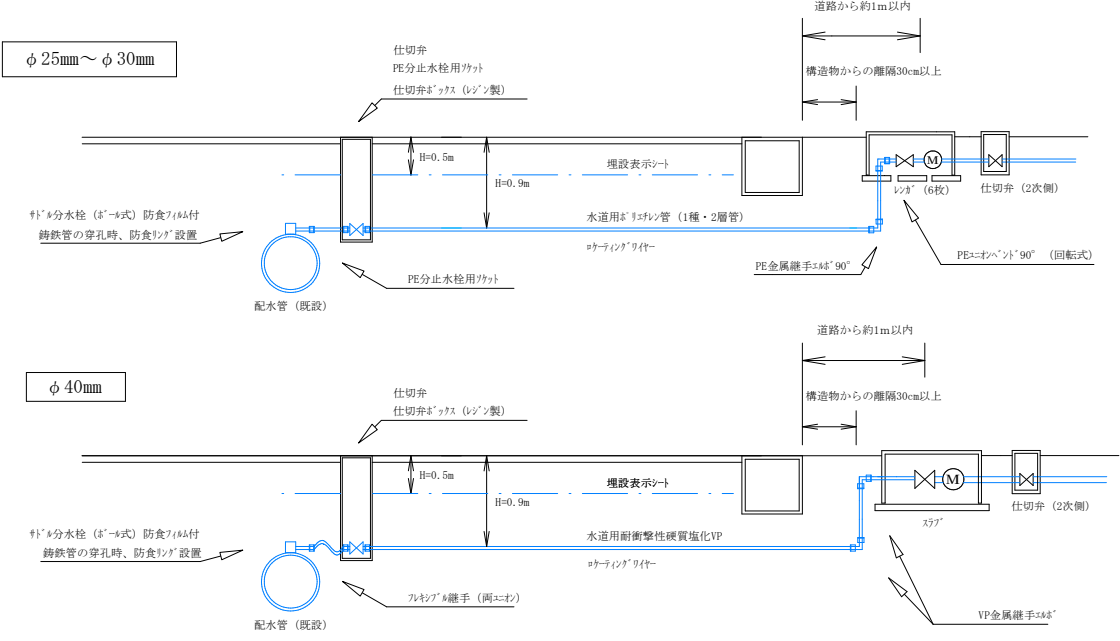 φ25mm～φ30mm
仕切弁
PE分止水栓用ｿｹｯﾄ
仕切弁ﾎﾞｯｸｽ（ﾚｼﾞﾝ製）
道路から約1ｍ以内
構造物からの離隔30cm以上
H=0.5m
H=0.9m
埋設表示ｼｰﾄ
M
ﾚﾝｶﾞ（6枚）
仕切弁（2次側）
ｻﾄﾞﾙ分水栓（ﾎﾞｰﾙ式）防食ﾌｨﾙﾑ付
鋳鉄管の穿孔時、防食ﾘﾝｸﾞ設置
水道用ﾎﾟﾘｴﾁﾚﾝ管（1種・2層管）
ﾛｹｰﾃｨﾝｸﾞﾜｲﾔｰ
PE金属継手ｴﾙﾎﾞ90°
PEﾕﾆｵﾝﾍﾞﾝﾄﾞ90°（回転式）
PE分止水栓用ｿｹｯﾄ
配水管（既設）
φ40mm
仕切弁
仕切弁ﾎﾞｯｸｽ（ﾚｼﾞﾝ製）
道路から約1ｍ以内
構造物からの離隔30cm以上
H=0.5m
H=0.9m
埋設表示ｼｰﾄ
M
ｽﾗﾌﾞ
仕切弁（2次側）
ｻﾄﾞﾙ分水栓（ﾎﾞｰﾙ式）防食ﾌｨﾙﾑ付
鋳鉄管の穿孔時、防食ﾘﾝｸﾞ設置
水道用耐衝撃性硬質塩化VP
ﾛｹｰﾃｨﾝｸﾞﾜｲﾔｰ
ﾌﾚｷｼﾌﾞﾙ継手（両ﾕﾆｵﾝ）
VP金属継手ｴﾙﾎﾞ
配水管（既設）